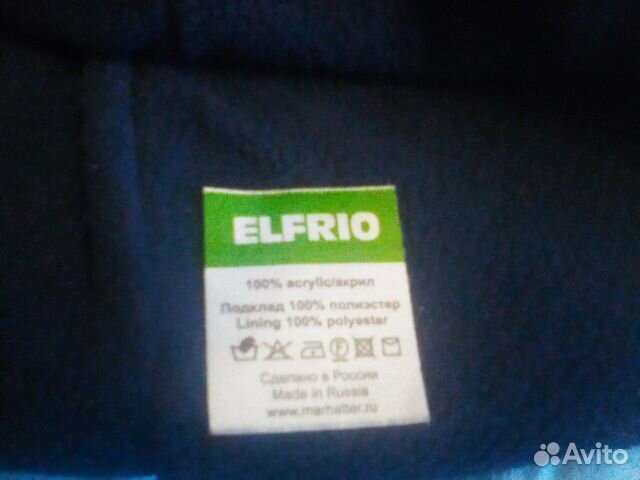 ELFRIO
100% acrylic/акрил
Подклад 100% полиэстер
Lining 100% polyester
Сделано в России
Made in Russia
www.marhatter.ru
Avito